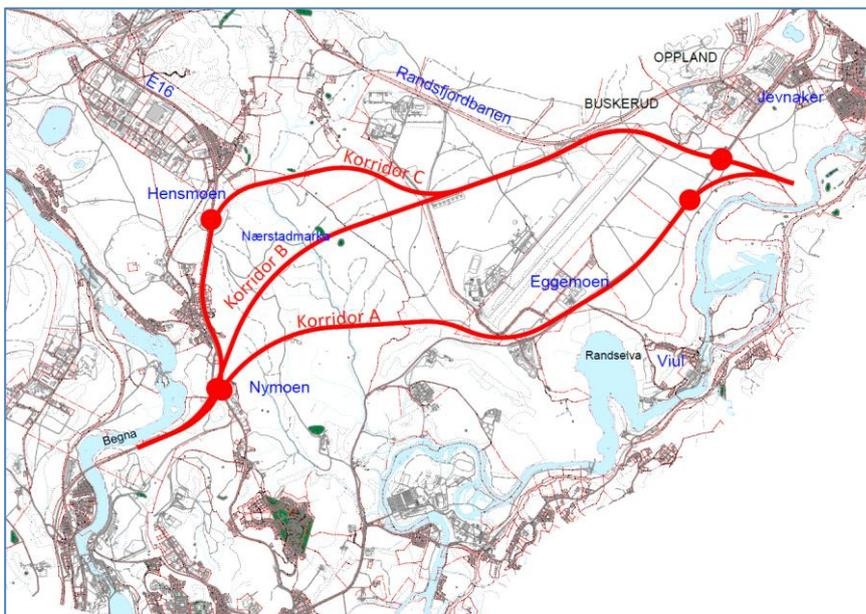 OPPLAND
E16
Randsfjordbanen
BUSKERUD
Jevnaker
Korridor C
Hensmoen
Nærstadmarka
Korridor B
Eggemoen
Korridor A
Randselva
Viul
Nymoen
Begna